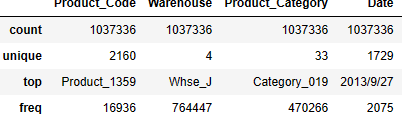 Product_Code Warehouse Product_Category Date
count 1037336 1037336 1037336 1037336
unique 2160 4 33 1729
top Product_1359 Whse_J Category_019 2013/9/27
freq 16936 764447 470266 2075